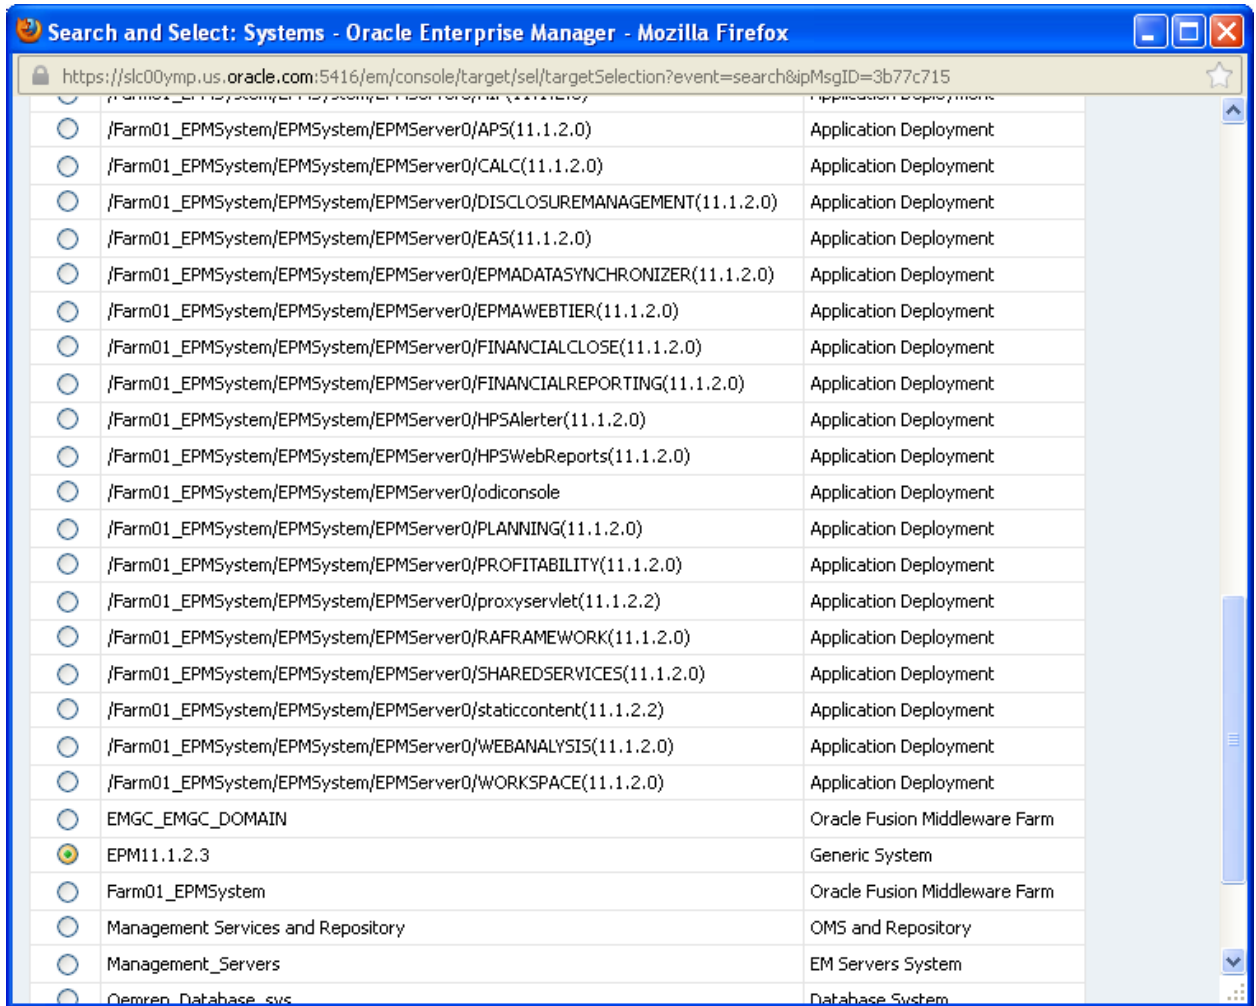 Search and Select: Systems - Oracle Enterprise Manager - Mozilla Firefox
https://slc00ymp.us.oracle.com:5416/em/console/target/sel/targetSelection?event=search&ipMsgID=3b77c715
/Farm01_EPMSystem/EPMSystem/EPMServer0/APS(11.1.2.0) Application Deployment
/Farm01_EPMSystem/EPMSystem/EPMServer0/CALC(11.1.2.0) Application Deployment
/Farm01_EPMSystem/EPMSystem/EPMServer0/DISCLOSUREMANAGEMENT(11.1.2.0) Application Deployment
/Farm01_EPMSystem/EPMSystem/EPMServer0/EAS(11.1.2.0) Application Deployment
/Farm01_EPMSystem/EPMSystem/EPMServer0/EPMADATASYNCHRONIZER(11.1.2.0) Application Deployment
/Farm01_EPMSystem/EPMSystem/EPMServer0/EPMAWEBTIER(11.1.2.0) Application Deployment
/Farm01_EPMSystem/EPMSystem/EPMServer0/FINANCIALCLOSE(11.1.2.0) Application Deployment
/Farm01_EPMSystem/EPMSystem/EPMServer0/FINANCIALREPORTING(11.1.2.0) Application Deployment
/Farm01_EPMSystem/EPMSystem/EPMServer0/HPSAlerter(11.1.2.0) Application Deployment
/Farm01_EPMSystem/EPMSystem/EPMServer0/HPSWebReports(11.1.2.0) Application Deployment
/Farm01_EPMSystem/EPMSystem/EPMServer0/odiconsole Application Deployment
/Farm01_EPMSystem/EPMSystem/EPMServer0/PLANNING(11.1.2.0) Application Deployment
/Farm01_EPMSystem/EPMSystem/EPMServer0/PROFITABILITY(11.1.2.0) Application Deployment
/Farm01_EPMSystem/EPMSystem/EPMServer0/proxyservlet(11.1.2.2) Application Deployment
/Farm01_EPMSystem/EPMSystem/EPMServer0/RAFRAMEWORK(11.1.2.0) Application Deployment
/Farm01_EPMSystem/EPMSystem/EPMServer0/SHAREDSERVICES(11.1.2.0) Application Deployment
/Farm01_EPMSystem/EPMSystem/EPMServer0/staticcontent(11.1.2.2) Application Deployment
/Farm01_EPMSystem/EPMSystem/EPMServer0/WEBANALYSIS(11.1.2.0) Application Deployment
/Farm01_EPMSystem/EPMSystem/EPMServer0/WORKSPACE(11.1.2.0) Application Deployment
EMGC_EMGC_DOMAIN Oracle Fusion Middleware Farm
EPM11.1.2.3 Generic System
Farm01_EPMSystem Oracle Fusion Middleware Farm
Management Services and Repository OMS and Repository
Management_Servers EM Servers System
Oemrep_Database_sys Database System